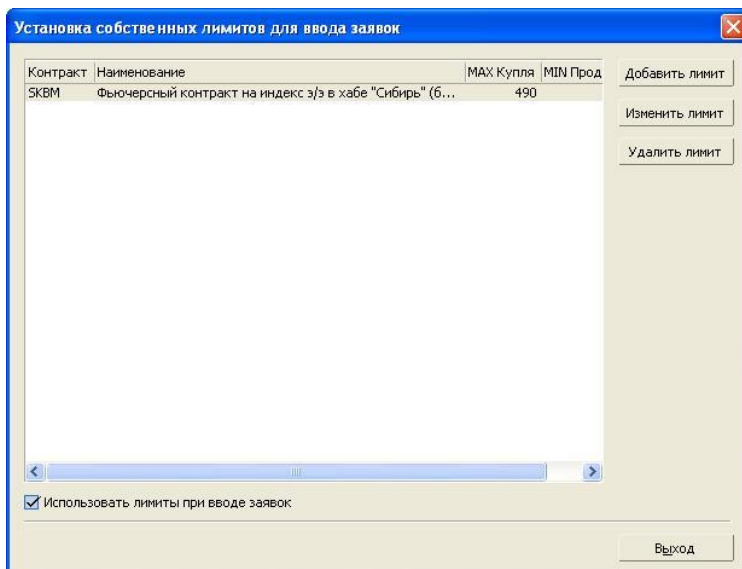 Установка собственных лимитов для ввода заявок
Контракт Наименование MAX Купля MIN Прод
SKBM Фьючерсный контракт на индекс э/э в хабе "Сибирь" (б... 490
Добавить лимит
Изменить лимит
Удалить лимит
Использовать лимиты при вводе заявок
Выход